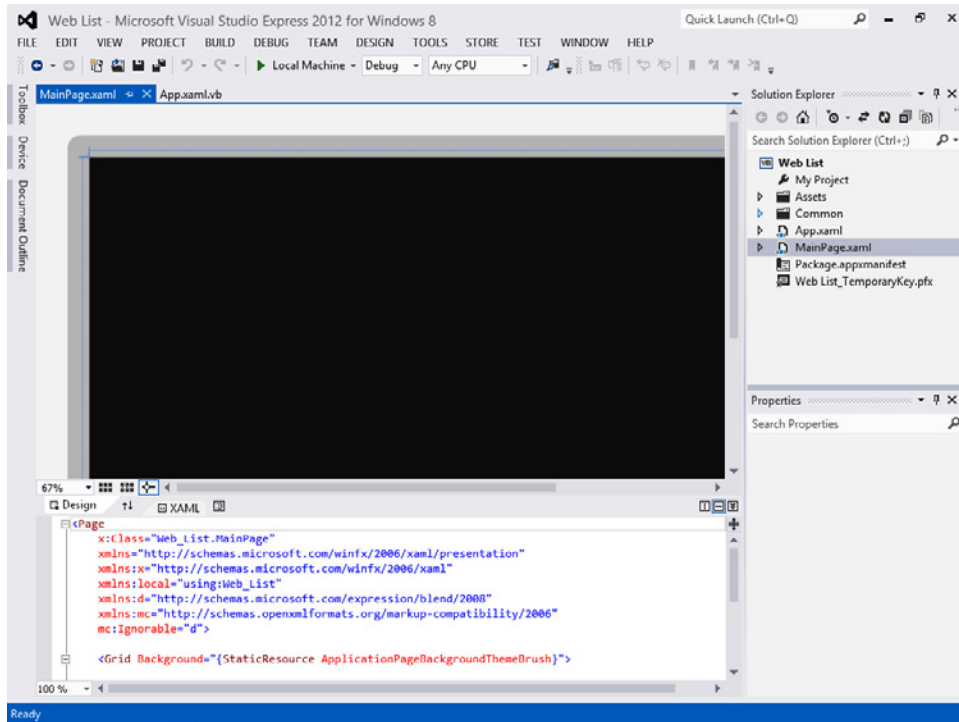 Web List - Microsoft Visual Studio Express 2012 for Windows 8
Quick Launch (Ctrl+Q)
FILE EDIT VIEW PROJECT BUILD DEBUG TEAM DESIGN TOOLS STORE TEST WINDOW HELP
Local Machine Debug Any CPU
Toolbox
Device
Document Outline
MainPage.xaml App.xaml.vb
67%
Design XAML
<Page
x:Class="Web_List.MainPage"
xmlns="http://schemas.microsoft.com/winfx/2006/xaml/presentation"
xmlns:x="http://schemas.microsoft.com/winfx/2006/xaml"
xmlns:local="using:Web_List"
xmlns:d="http://schemas.microsoft.com/expression/blend/2008"
xmlns:mc="http://schemas.openxmlformats.org/markup-compatibility/2006"
mc:Ignorable="d">
<Grid Background="{StaticResource ApplicationPageBackgroundThemeBrush}">
100 %
Solution Explorer
Search Solution Explorer (Ctrl+;)
VB Web List
My Project
Assets
Common
App.xaml
MainPage.xaml
Package.appxmanifest
Web List_TemporaryKey.pfx
Properties
Search Properties
Ready